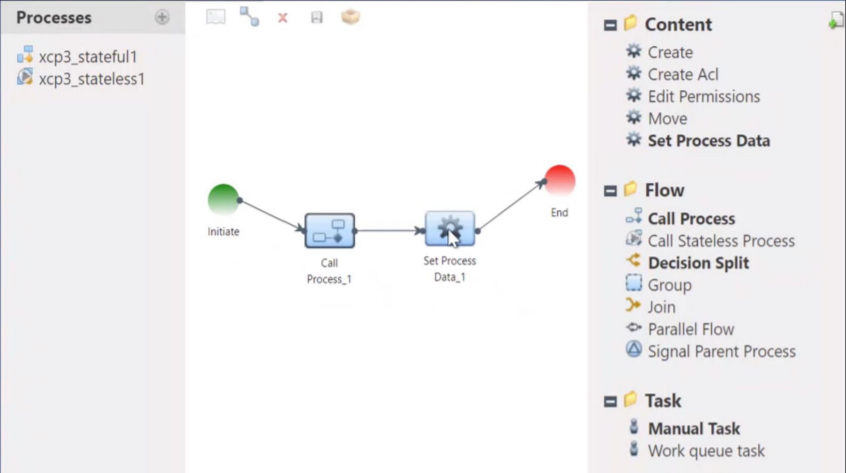 Processes
xcp3_stateful1
xcp3_stateless1
Initiate
Call
Process_1
Set Process
Data_1
End
Content
Create
Create Acl
Edit Permissions
Move
Set Process Data
Flow
Call Process
Call Stateless Process
Decision Split
Group
Join
Parallel Flow
Signal Parent Process
Task
Manual Task
Work queue task